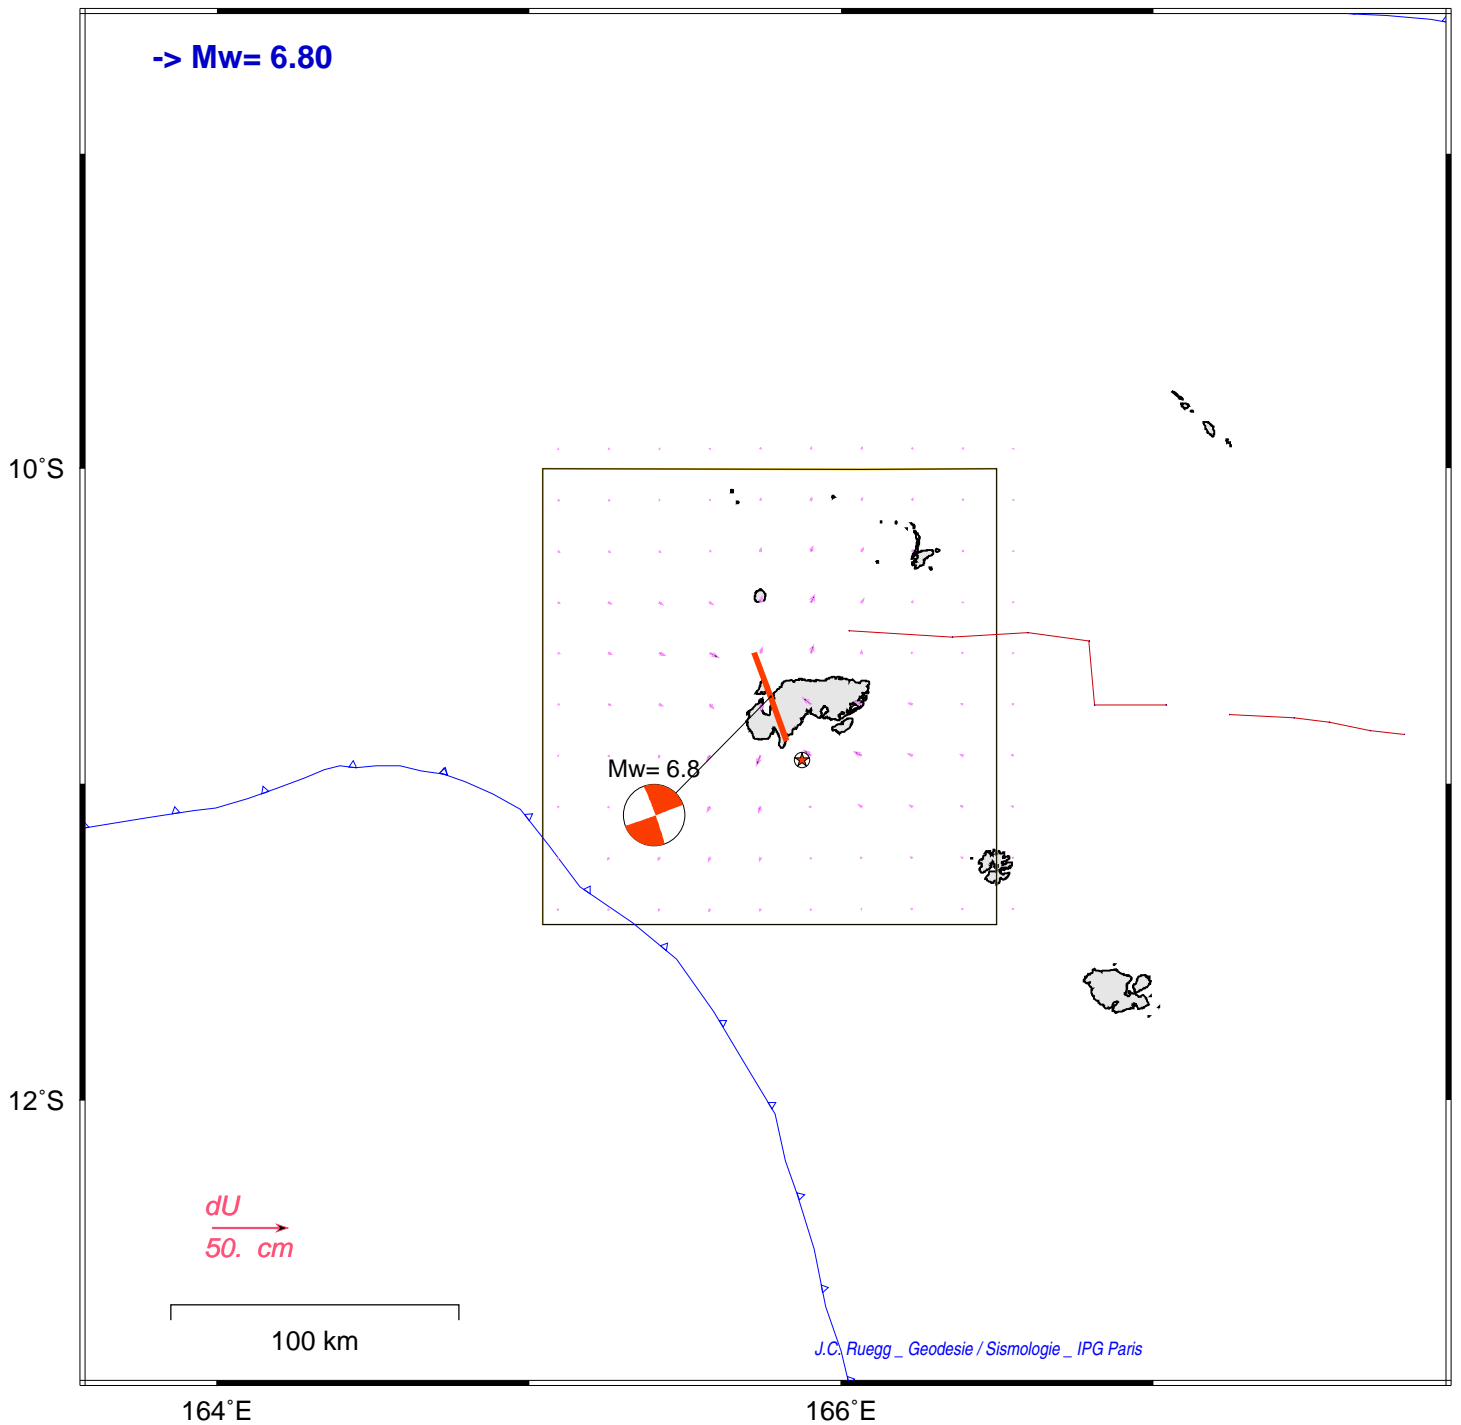 -> Mw= 6.80
10°S
Mw= 6.8
12°S
dU
50. cm
100 km
J.C. Ruegg _ Geodesie / Sismologie _ IPG Paris
164°E
166°E